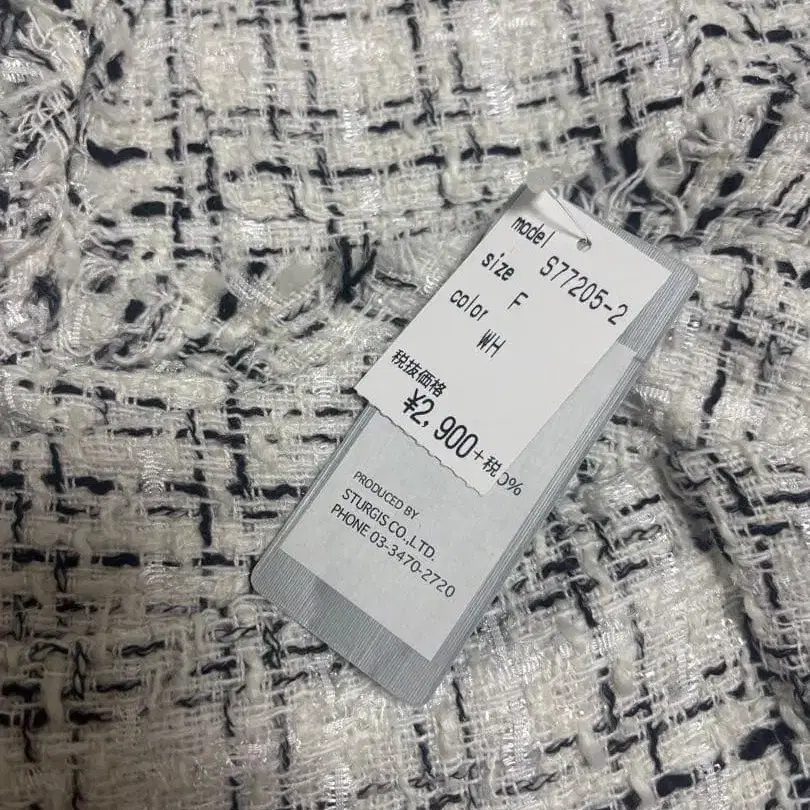 model
S77205-2
size
F
color
WH
税抜価格
¥2,900+税
%
PRODUCED BY
STURGIS CO.,LTD.
PHONE 03-3470-2720